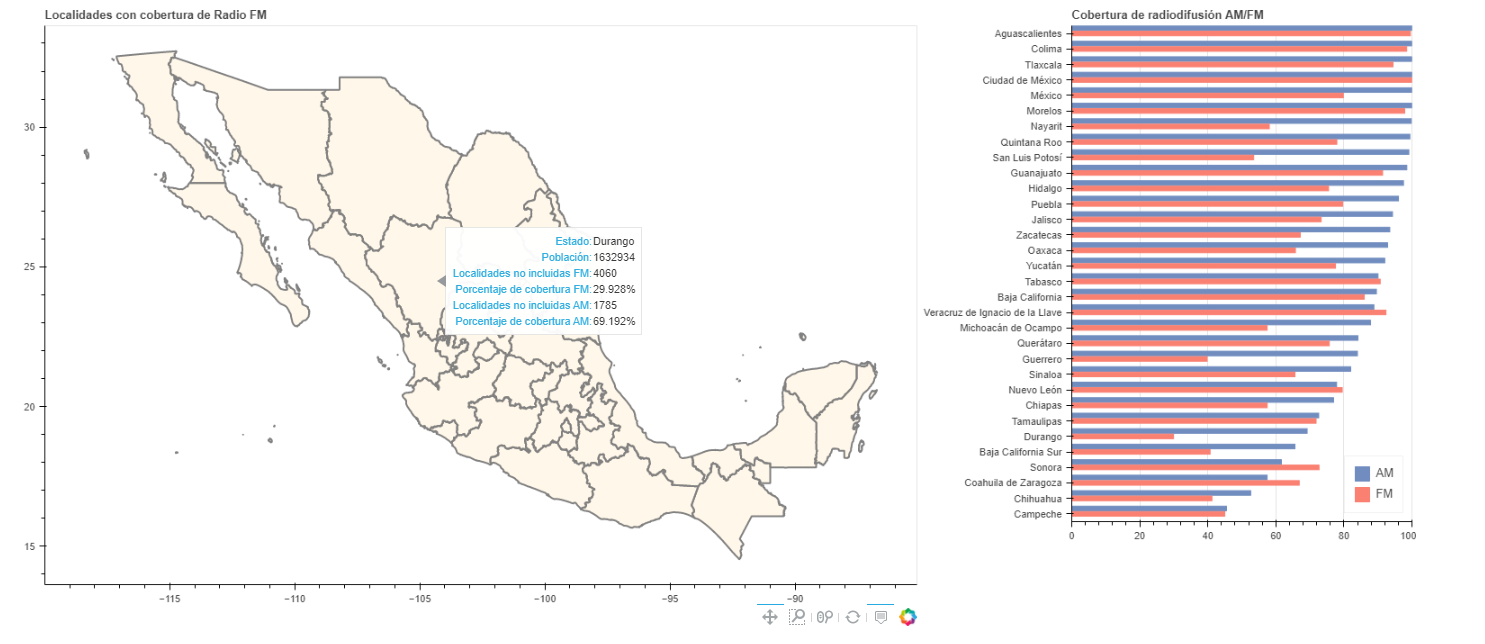 Localidades con cobertura de Radio FM
30
25
20
15
−115
−110
−105
−100
−95
−90
Estado: Durango
Población: 1632934
Localidades no incluidas FM: 4060
Porcentaje de cobertura FM: 29.928%
Localidades no incluidas AM: 1785
Porcentaje de cobertura AM: 69.192%
Cobertura de radiodifusión AM/FM
Aguascalientes
Colima
Tlaxcala
Ciudad de México
México
Morelos
Nayarit
Quintana Roo
San Luis Potosí
Guanajuato
Hidalgo
Puebla
Jalisco
Zacatecas
Oaxaca
Yucatán
Tabasco
Baja California
Veracruz de Ignacio de la Llave
Michoacán de Ocampo
Querátaro
Guerrero
Sinaloa
Nuevo León
Chiapas
Tamaulipas
Durango
Baja California Sur
Sonora
Coahuila de Zaragoza
Chihuahua
Campeche
AM
FM
0
20
40
60
80
100